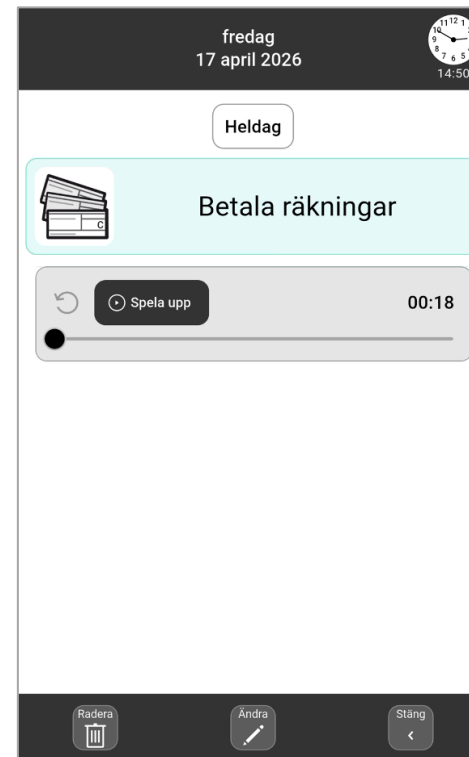 fredag
17 april 2026
14:50
Heldag
Betala räkningar
Spela upp
00:18
Radera
Ändra
Stäng